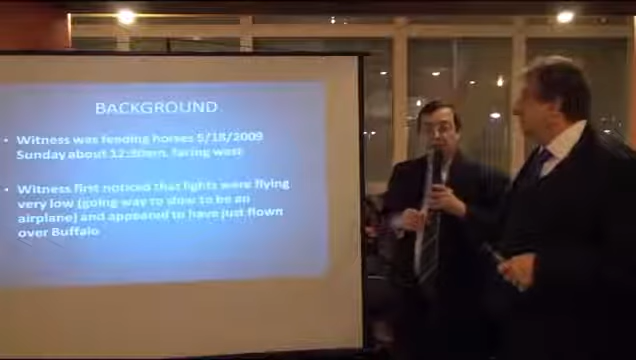 BACKGROUND
• Witness was feeding horses 5/18/2009
Sunday about 12:30am, facing west
• Witness first noticed that lights were flying
very low (going way to slow to be an
airplane) and appeared to have just flown
over Buffalo